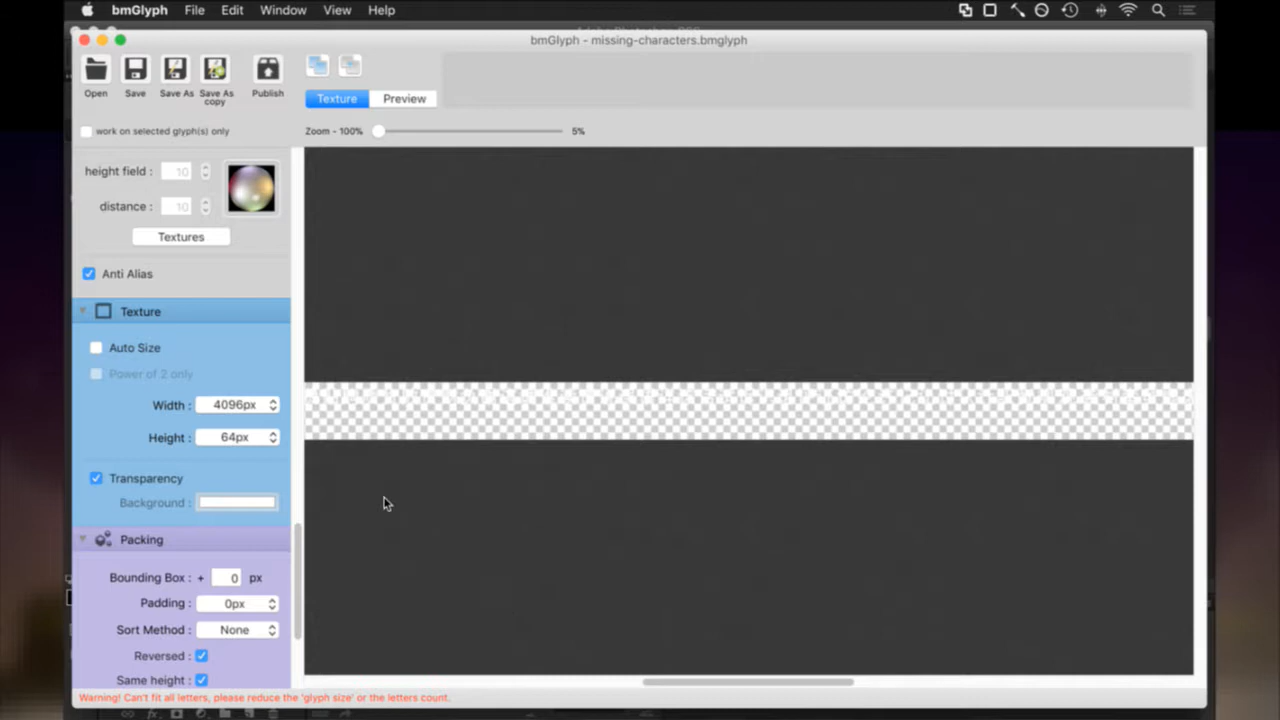 bmGlyph File Edit Window View Help
bmGlyph - missing-characters.bmglyph
Open Save Save As Save As copy Publish
Texture Preview
work on selected glyph(s) only
Zoom - 100% 5%
height field : 10
distance : 10
Textures
Anti Alias
Texture
Auto Size
Power of 2 only
Width : 4096px
Height : 64px
Transparency
Background :
Packing
Bounding Box : + 0 px
Padding : 0px
Sort Method : None
Reversed :
Same height :
Warning! Can't fit all letters, please reduce the 'glyph size' or the letters count.